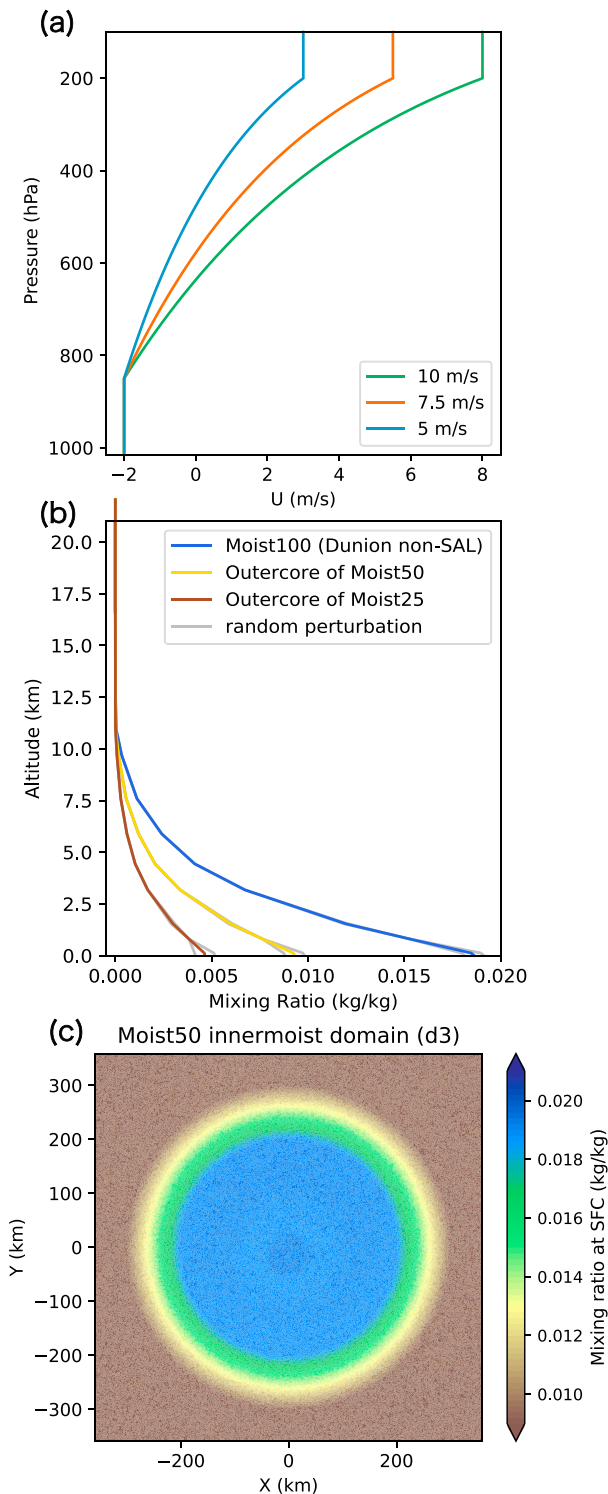 (a)
200
400
600
800
1000
Pressure (hPa)
10 m/s
7.5 m/s
5 m/s
−2
0
2
4
6
8
U (m/s)
(b)
20.0
17.5
15.0
12.5
10.0
7.5
5.0
2.5
0.0
Altitude (km)
Moist100 (Dunion non-SAL)
Outercore of Moist50
Outercore of Moist25
random perturbation
0.000
0.005
0.010
0.015
0.020
Mixing Ratio (kg/kg)
(c)
Moist50 innermoist domain (d3)
300
200
100
0
−100
−200
−300
Y (km)
−200
0
200
X (km)
0.020
0.018
0.016
0.014
0.012
0.010
Mixing ratio at SFC (kg/kg)